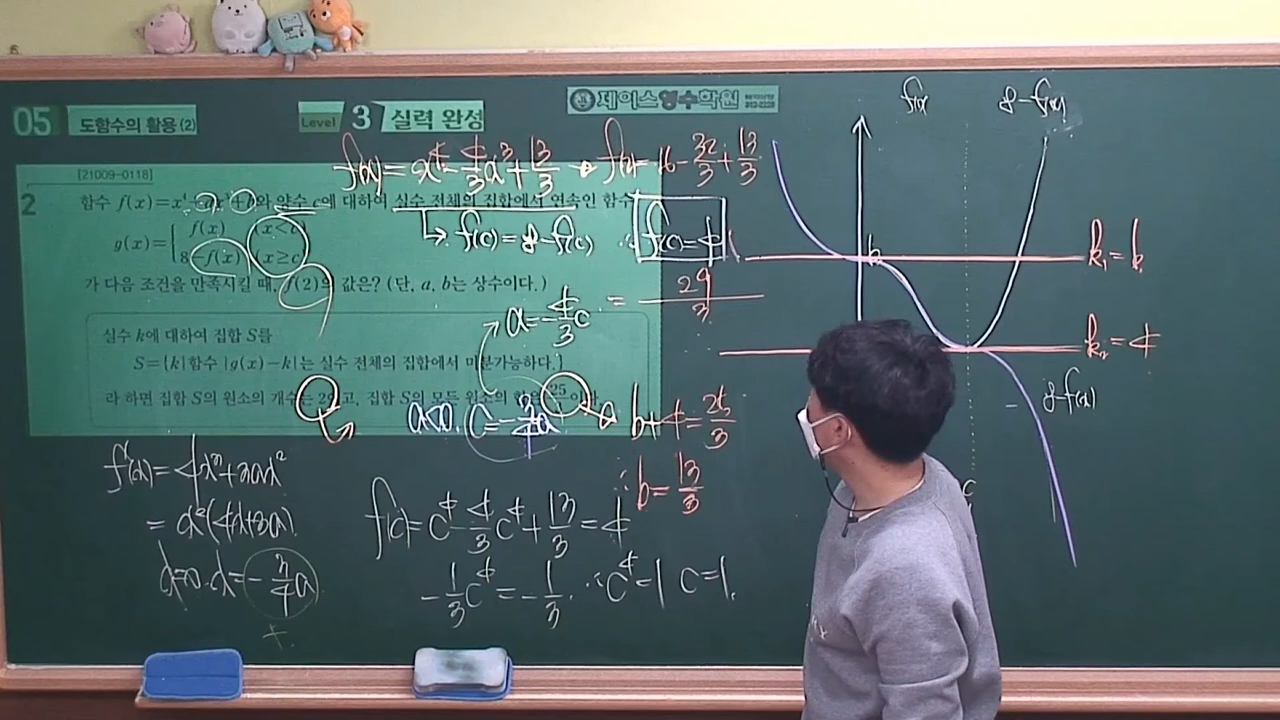 05 도함수의 활용 (2)
Level 3 실력 완성
제이스영수학원
[21009-0118]
2 함수 f(x)=x⁴+ax³+b와 양수 c에 대하여 실수 전체의 집합에서 연속인 함수
g(x)={ f(x) (x<c)
8-f(x) (x≥c)
가 다음 조건을 만족시킬 때, f(2)의 값은? (단, a, b는 상수이다.)
실수 k에 대하여 집합 S를
S={k|함수 |g(x)-k|는 실수 전체의 집합에서 미분가능하다.}
라 하면 집합 S의 원소의 개수는 2이고, 집합 S의 모든 원소의 합은 25/3이다.
f(x)=x⁴-4/3x³+13/3 → f(2)=16-32/3+13/3
↳ f(c)=8-f(c) ∴ f(c)=4
= 29/3
a=-4/3c
a<0. c=-3/4a
b+4=25/3
∴ b=13/3
f'(x)=4x³+3ax²
=x²(4x+3a)
x=0. x=-3/4a
+
f(c)=c⁴-4/3c⁴+13/3=4
-1/3c⁴=-1/3. ∴ c⁴=1 c=1.
f(x) 8-f(x)
b
k₁=b
k₂=4
8-f(x)
c